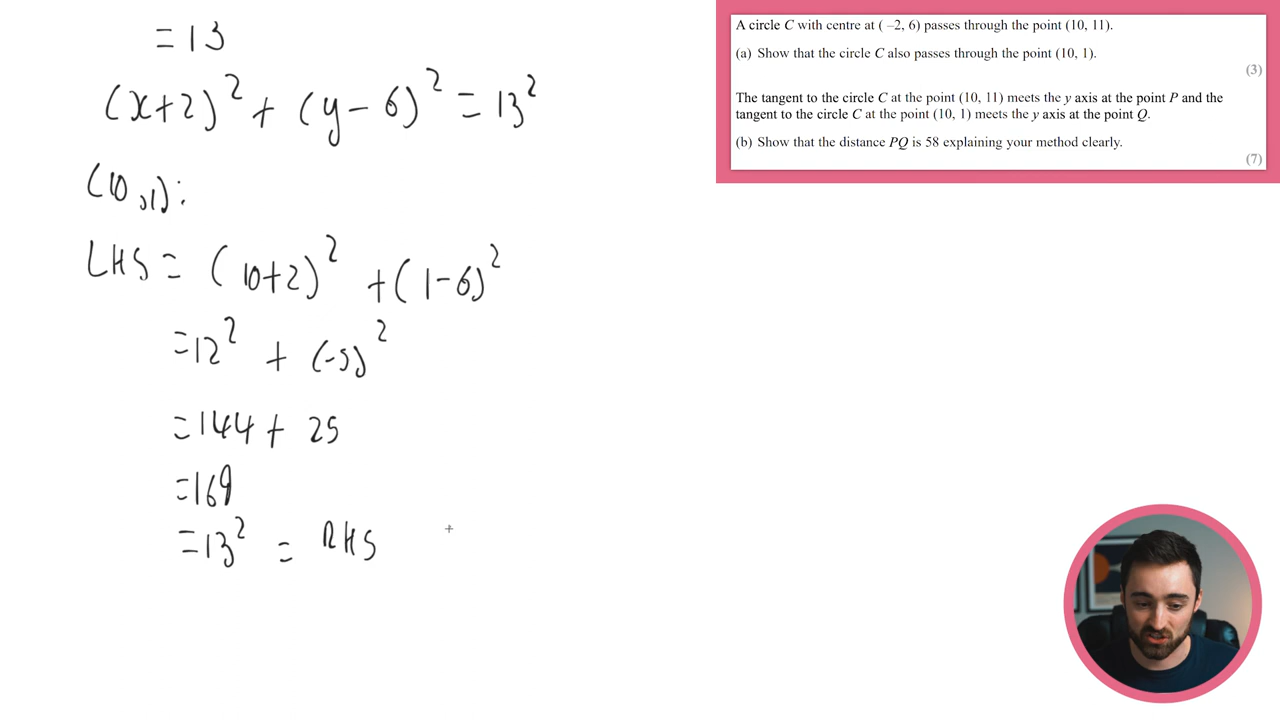 = 13
(x+2)² + (y-6)² = 13²
(10,1):
LHS = (10+2)² + (1-6)²
= 12² + (-5)²
= 144 + 25
= 169
= 13² = RHS
A circle C with centre at ( –2, 6) passes through the point (10, 11).
(a) Show that the circle C also passes through the point (10, 1).
(3)
The tangent to the circle C at the point (10, 11) meets the y axis at the point P and the
tangent to the circle C at the point (10, 1) meets the y axis at the point Q.
(b) Show that the distance PQ is 58 explaining your method clearly.
(7)